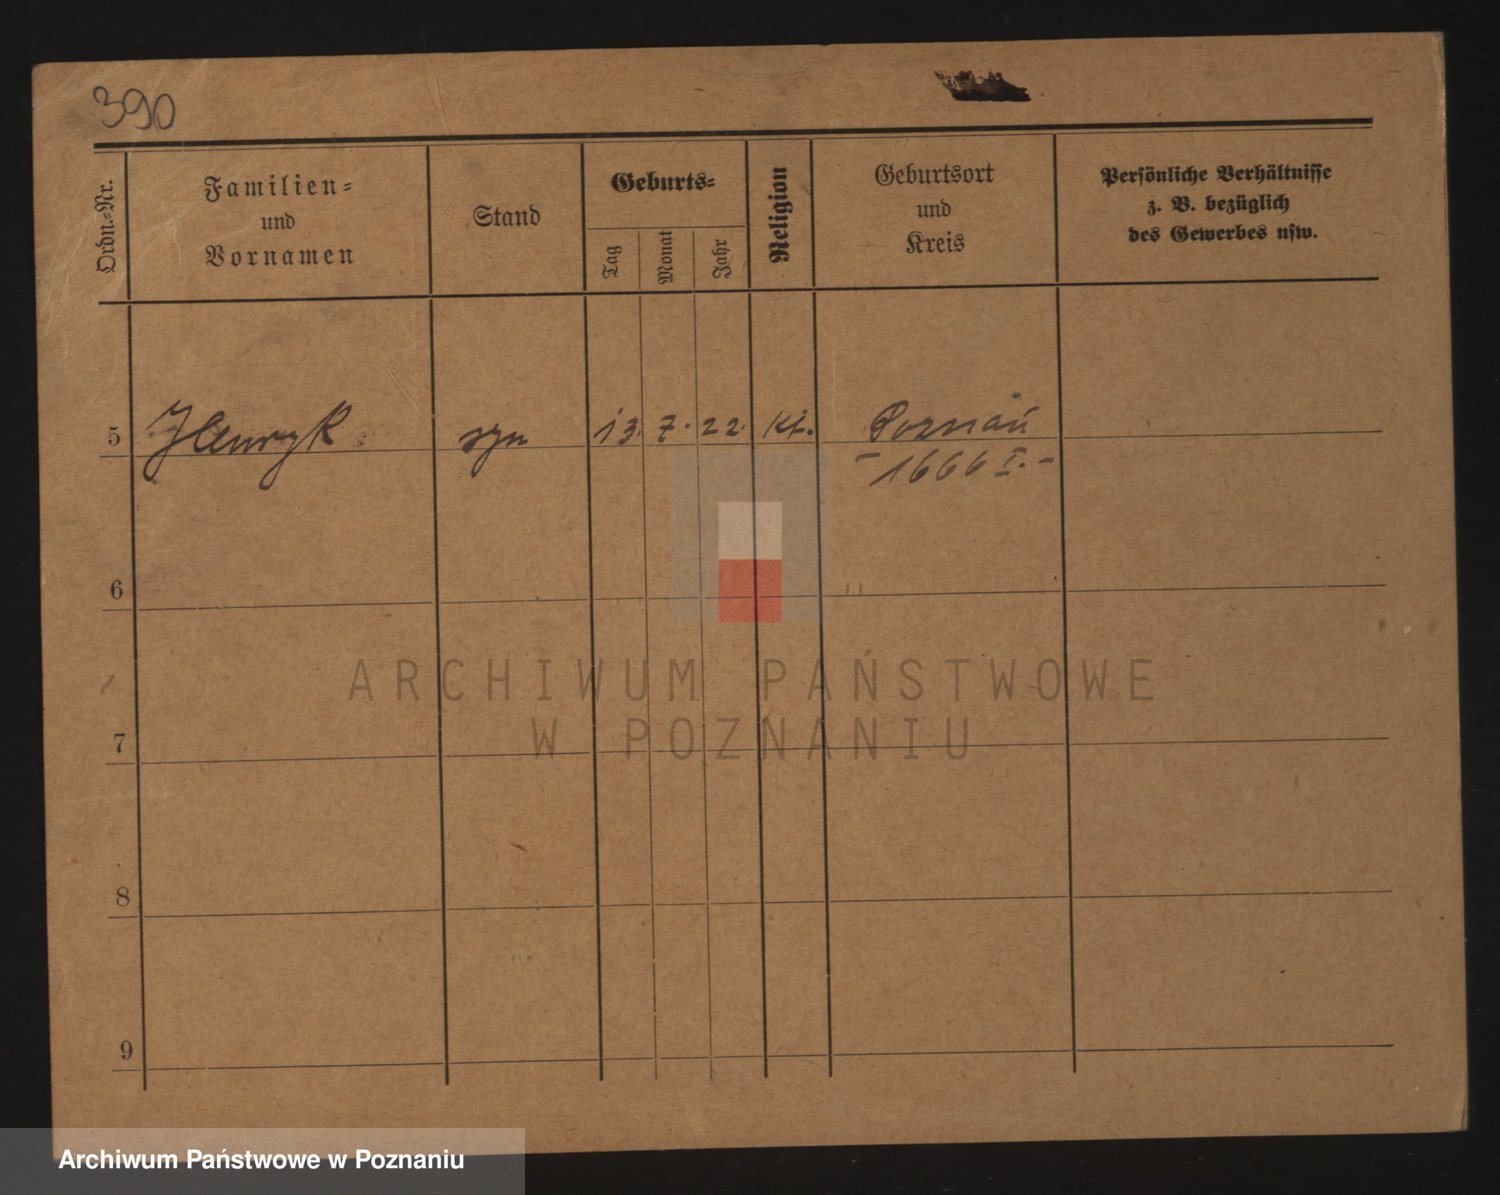 390
Ordn.=Nr.
Familien=
und
Vornamen
Stand
Geburts=
Tag
Monat
Jahr
Religion
Geburtsort
und
Kreis
Persönliche Verhältnisse
z. B. bezüglich
des Gewerbes usw.
5 Henryk syn 13. 7. 22. kt. Poznań
- 1666 I. -
6
7
8
9
ARCHIWUM PAŃSTWOWE
W POZNANIU
Archiwum Państwowe w Poznaniu